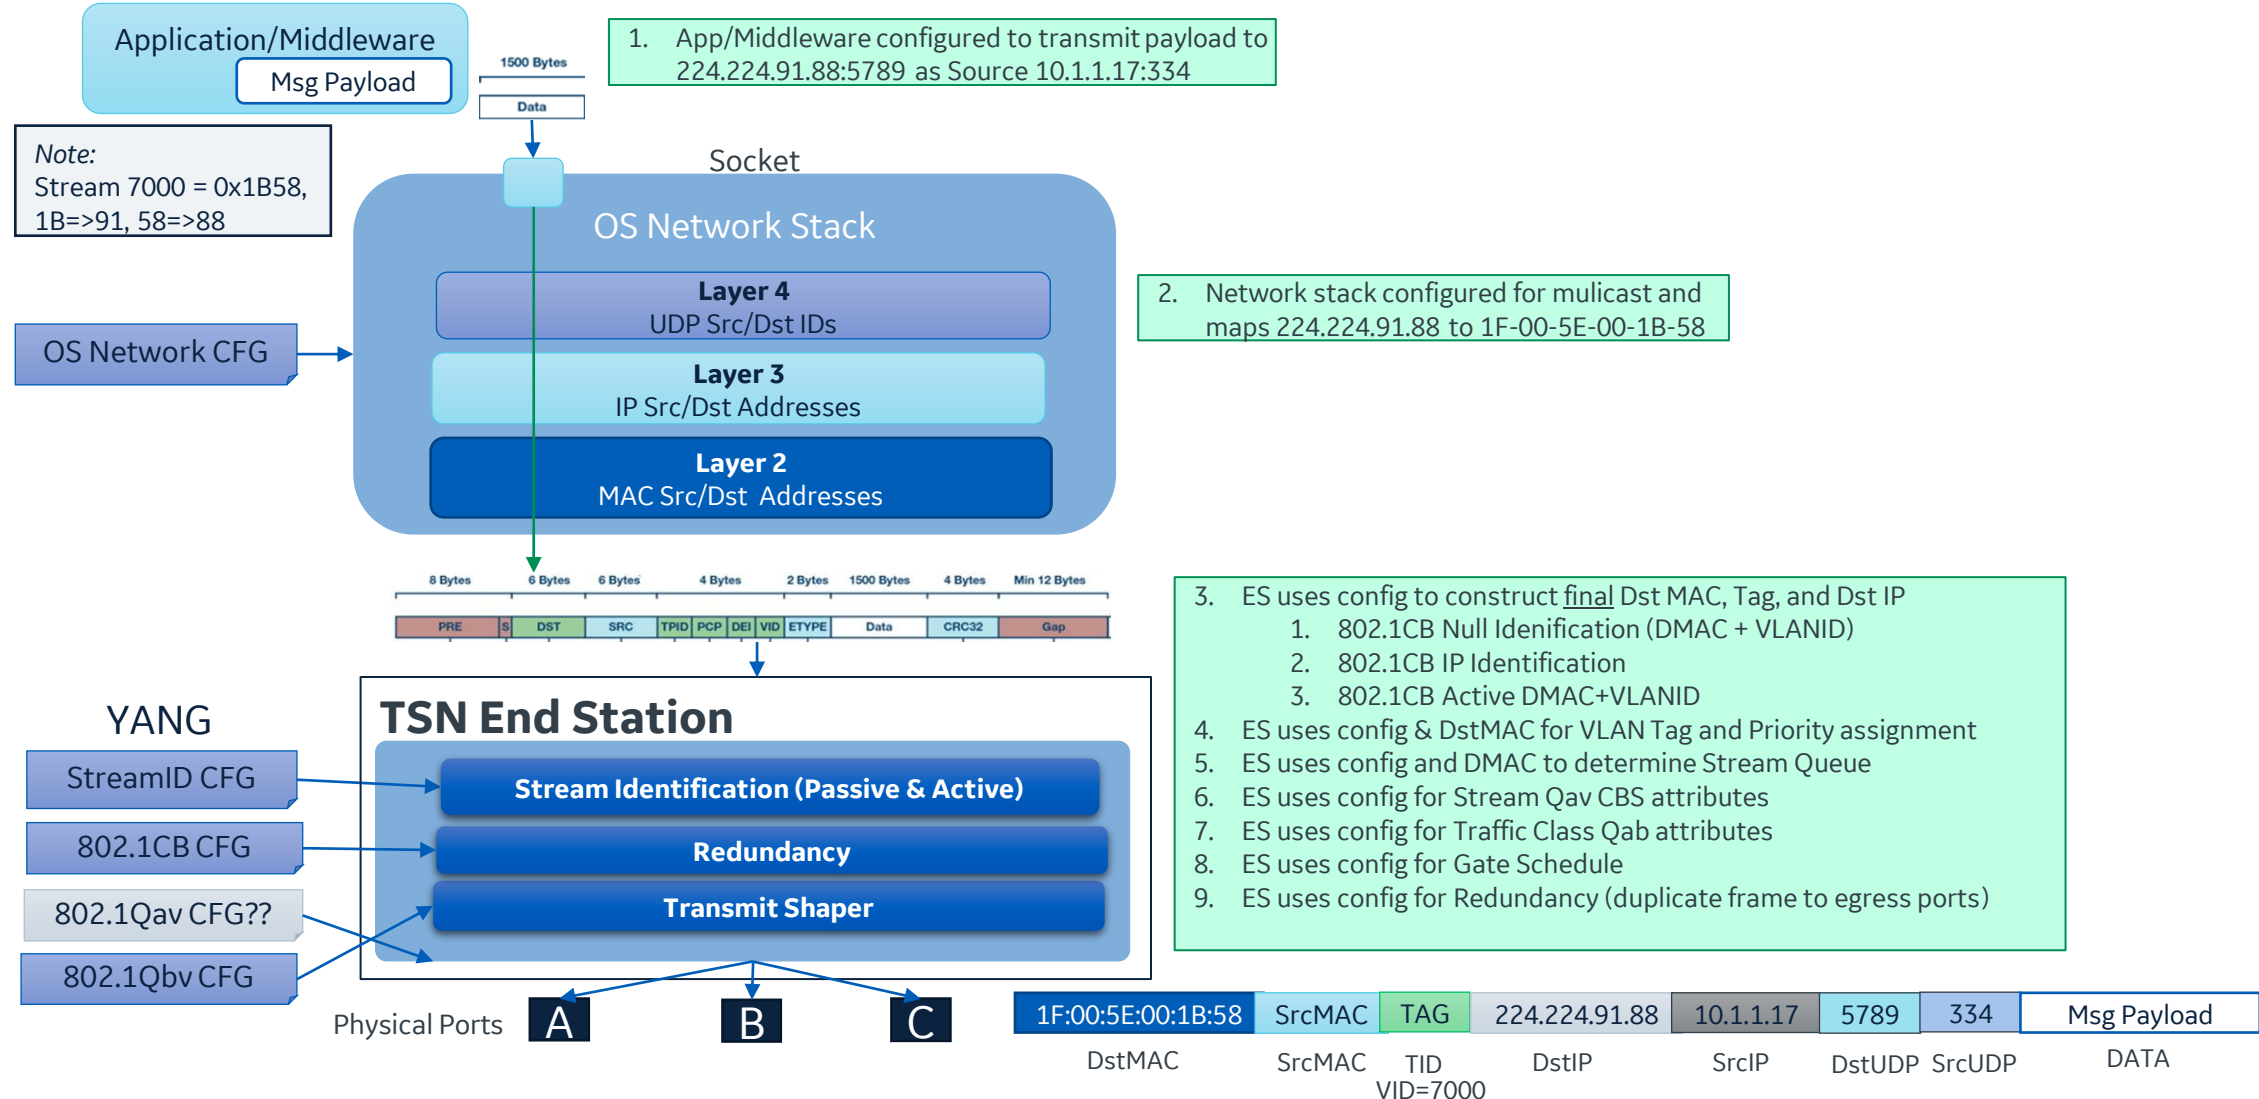 Application/Middleware
Msg Payload
1500 Bytes
Data
1. App/Middleware configured to transmit payload to
224.224.91.88:5789 as Source 10.1.1.17:334
Note:
Stream 7000 = 0x1B58,
1B=>91, 58=>88
Socket
OS Network Stack
Layer 4
UDP Src/Dst IDs
Layer 3
IP Src/Dst Addresses
Layer 2
MAC Src/Dst Addresses
OS Network CFG
2. Network stack configured for mulicast and
maps 224.224.91.88 to 1F-00-5E-00-1B-58
8 Bytes 6 Bytes 6 Bytes 4 Bytes 2 Bytes 1500 Bytes 4 Bytes Min 12 Bytes
PRE S DST SRC TPID PCP DEI VID ETYPE Data CRC32 Gap
3. ES uses config to construct final Dst MAC, Tag, and Dst IP
1. 802.1CB Null Idenification (DMAC + VLANID)
2. 802.1CB IP Identification
3. 802.1CB Active DMAC+VLANID
4. ES uses config & DstMAC for VLAN Tag and Priority assignment
5. ES uses config and DMAC to determine Stream Queue
6. ES uses config for Stream Qav CBS attributes
7. ES uses config for Traffic Class Qab attributes
8. ES uses config for Gate Schedule
9. ES uses config for Redundancy (duplicate frame to egress ports)
YANG
StreamID CFG
802.1CB CFG
802.1Qav CFG??
802.1Qbv CFG
TSN End Station
Stream Identification (Passive & Active)
Redundancy
Transmit Shaper
Physical Ports A B C
1F:00:5E:00:1B:58 SrcMAC TAG 224.224.91.88 10.1.1.17 5789 334 Msg Payload
DstMAC SrcMAC TID DstIP SrcIP DstUDP SrcUDP DATA
VID=7000